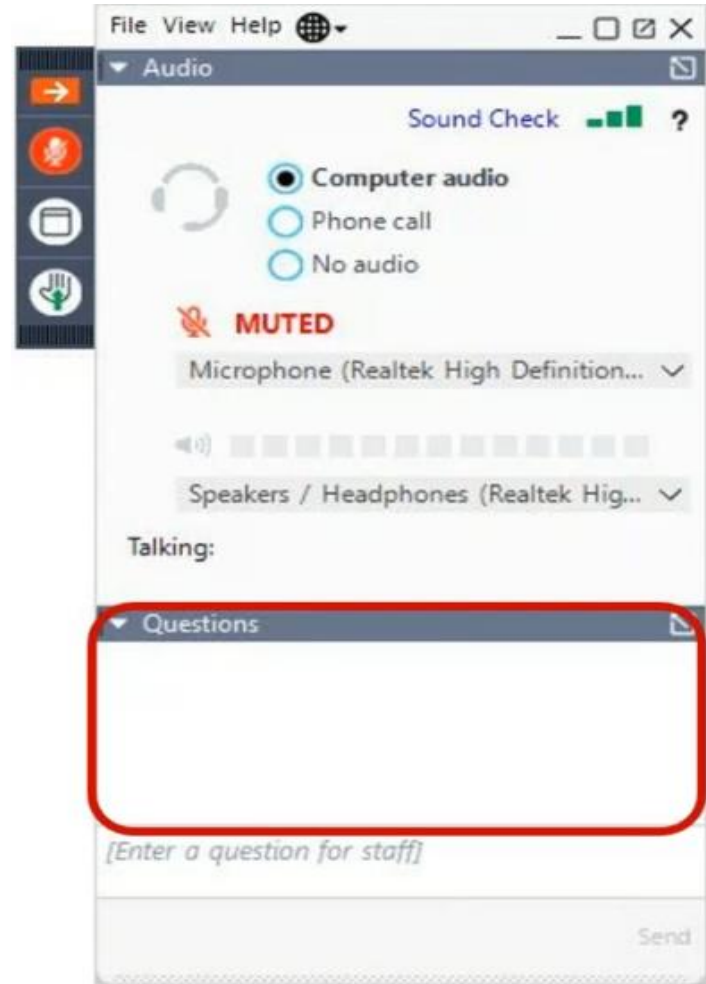 File View Help
Audio
Sound Check ?
Computer audio
Phone call
No audio
MUTED
Microphone (Realtek High Definition...
Speakers / Headphones (Realtek Hig...
Talking:
Questions
[Enter a question for staff]
Send